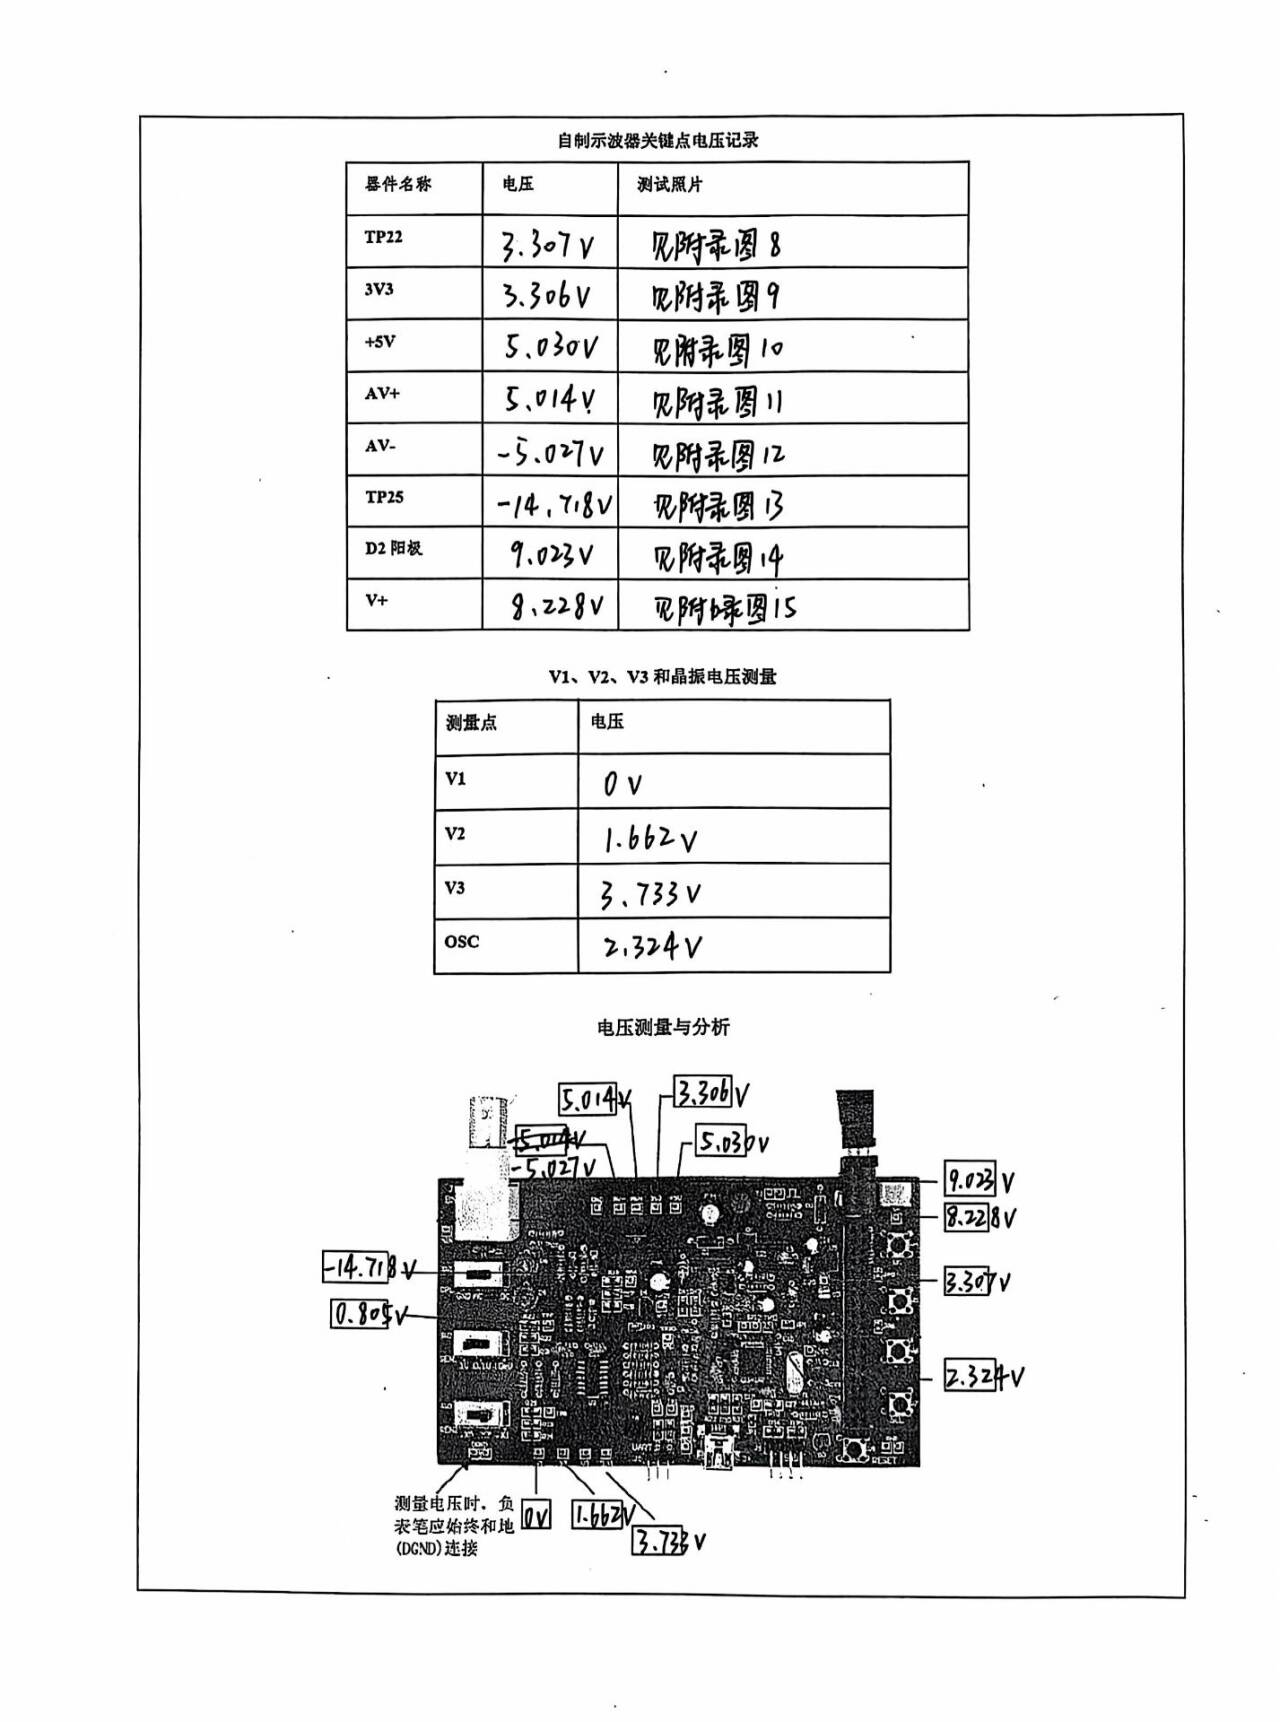 自制示波器关键点电压记录
器件名称 电压 测试照片
TP22 3.307V 见附录图8
3V3 3.306V 见附录图9
+5V 5.030V 见附录图10
AV+ 5.014V 见附录图11
AV- -5.027V 见附录图12
TP25 -14.718V 见附录图13
D2阳极 9.023V 见附录图14
V+ 8.228V 见附录图15
V1、V2、V3和晶振电压测量
测量点 电压
V1 0V
V2 1.662V
V3 3.733V
OSC 2.324V
电压测量与分析
5.014V 3.306V
-5.014V 5.030V
-5.027V
9.023V
8.228V
-14.718V
3.307V
0.805V
2.324V
UART
RESET
测量电压时，负
表笔应始终和地
(DGND)连接
0V 1.662V
3.733V